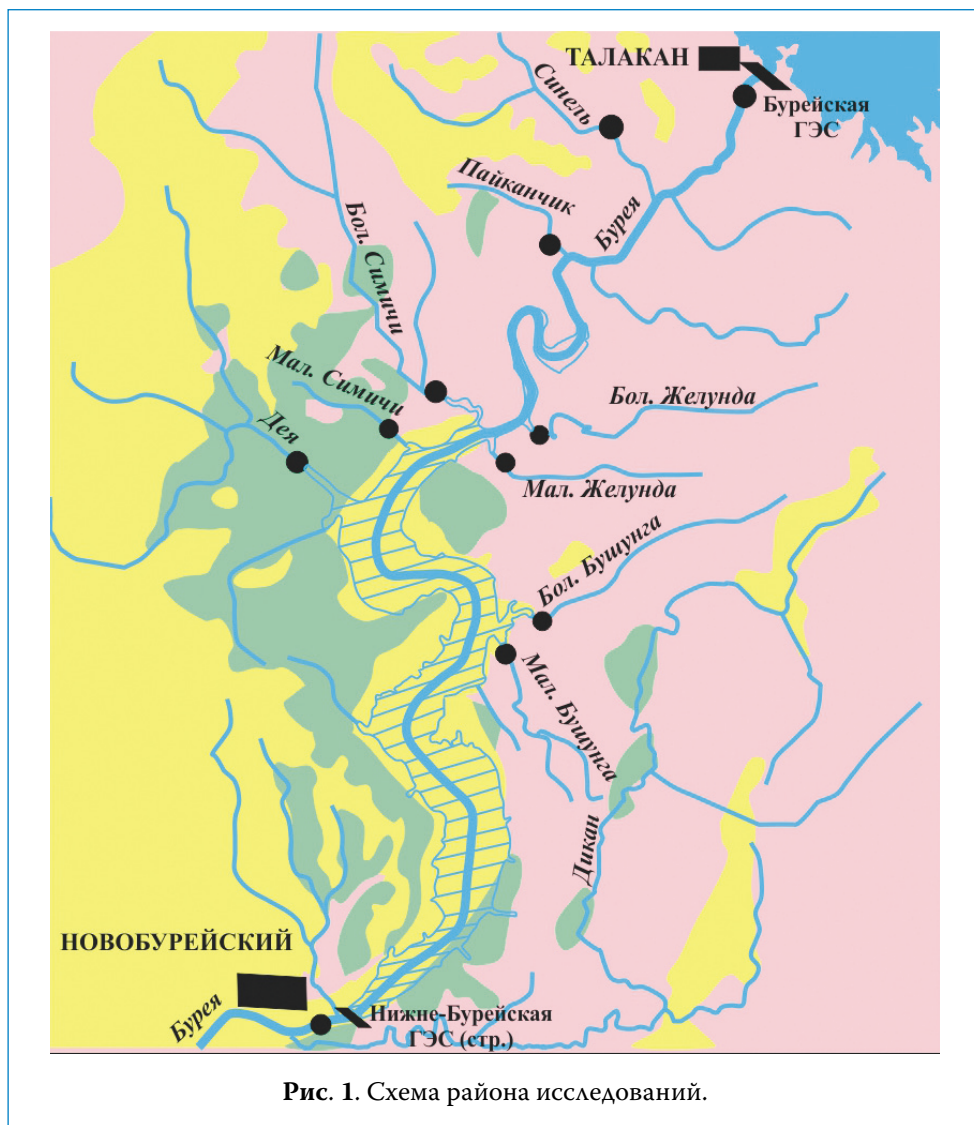 ТАЛАКАН
Бурейская
ГЭС
Синель
Пайканчик
Бурея
Бол. Симичи
Мал. Симичи
Дея
Бол. Желунда
Мал. Желунда
Бол. Бушунга
Мал. Бушунга
Дикан
НОВОБУРЕЙСКИЙ
Бурея
Нижне-Бурейская
ГЭС (стр.)
Рис. 1. Схема района исследований.